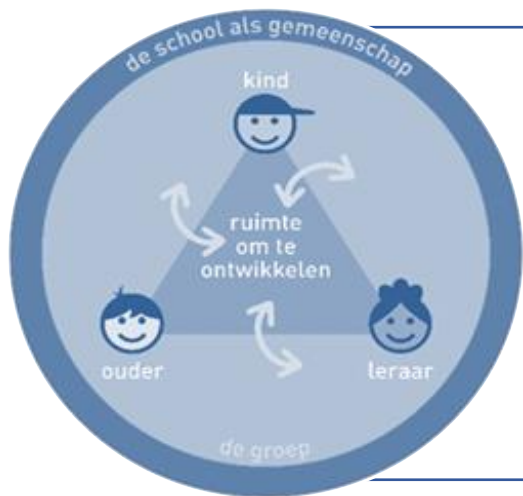 de school als gemeenschap
kind
ruimte
om te
ontwikkelen
ouder
leraar
de groep